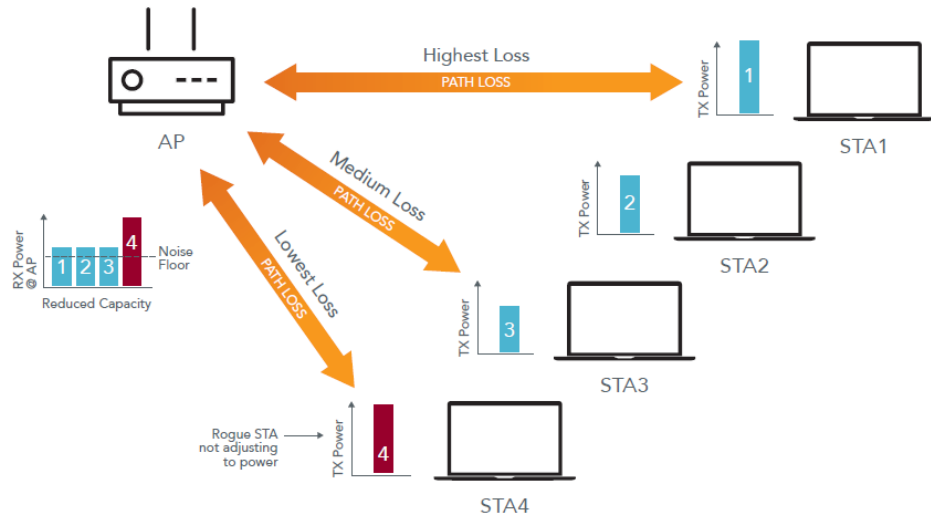 Highest Loss
PATH LOSS
AP
TX Power
1
STA1
Medium Loss
PATH LOSS
TX Power
2
STA2
RX Power
@ AP
1 2 3 4
Noise
Floor
Reduced Capacity
Lowest Loss
PATH LOSS
TX Power
3
STA3
Rogue STA
not adjusting
to power
TX Power
4
STA4